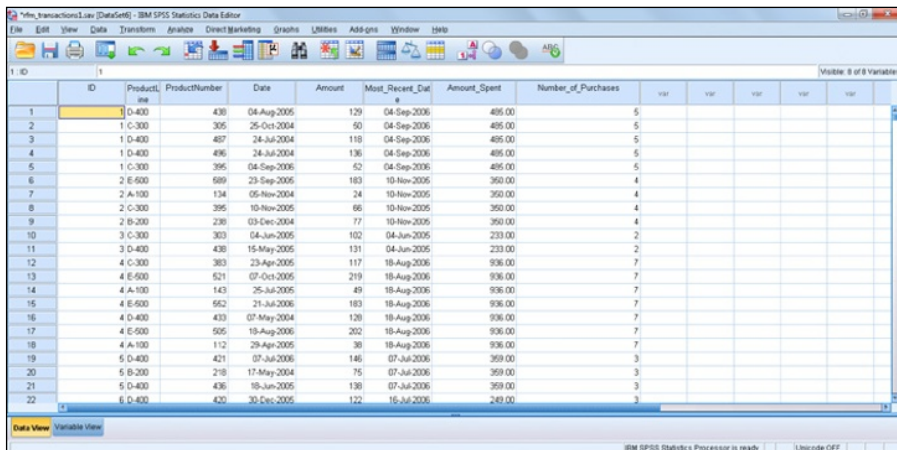 *rfm_transactions1.sav [DataSet6] - IBM SPSS Statistics Data Editor
File Edit View Data Transform Analyze Direct Marketing Graphs Utilities Add-ons Window Help
1 : ID 1 Visible: 8 of 8 Variables
ID ProductLine ProductNumber Date Amount Most_Recent_Date Amount_Spent Number_of_Purchases var var var var
1 1 D-400 438 04-Aug-2005 129 04-Sep-2006 485.00 5
2 1 C-300 305 25-Oct-2004 50 04-Sep-2006 485.00 5
3 1 D-400 487 24-Jul-2004 118 04-Sep-2006 485.00 5
4 1 D-400 496 24-Jul-2004 136 04-Sep-2006 485.00 5
5 1 C-300 395 04-Sep-2006 52 04-Sep-2006 485.00 5
6 2 E-500 589 23-Sep-2005 183 10-Nov-2005 350.00 4
7 2 A-100 134 05-Nov-2004 24 10-Nov-2005 350.00 4
8 2 C-300 395 10-Nov-2005 66 10-Nov-2005 350.00 4
9 2 B-200 238 03-Dec-2004 77 10-Nov-2005 350.00 4
10 3 C-300 303 04-Jun-2005 102 04-Jun-2005 233.00 2
11 3 D-400 438 15-May-2005 131 04-Jun-2005 233.00 2
12 4 C-300 383 23-Apr-2005 117 18-Aug-2006 936.00 7
13 4 E-500 521 07-Oct-2005 219 18-Aug-2006 936.00 7
14 4 A-100 143 25-Jul-2005 49 18-Aug-2006 936.00 7
15 4 E-500 552 21-Jul-2006 183 18-Aug-2006 936.00 7
16 4 D-400 433 07-May-2004 128 18-Aug-2006 936.00 7
17 4 E-500 505 18-Aug-2006 202 18-Aug-2006 936.00 7
18 4 A-100 112 29-Apr-2005 38 18-Aug-2006 936.00 7
19 5 D-400 421 07-Jul-2006 146 07-Jul-2006 359.00 3
20 5 B-200 218 17-May-2004 75 07-Jul-2006 359.00 3
21 5 D-400 436 18-Jun-2005 138 07-Jul-2006 359.00 3
22 6 D-400 420 30-Dec-2005 122 16-Jul-2006 249.00 3
Data View Variable View
IBM SPSS Statistics Processor is ready Unicode:OFF